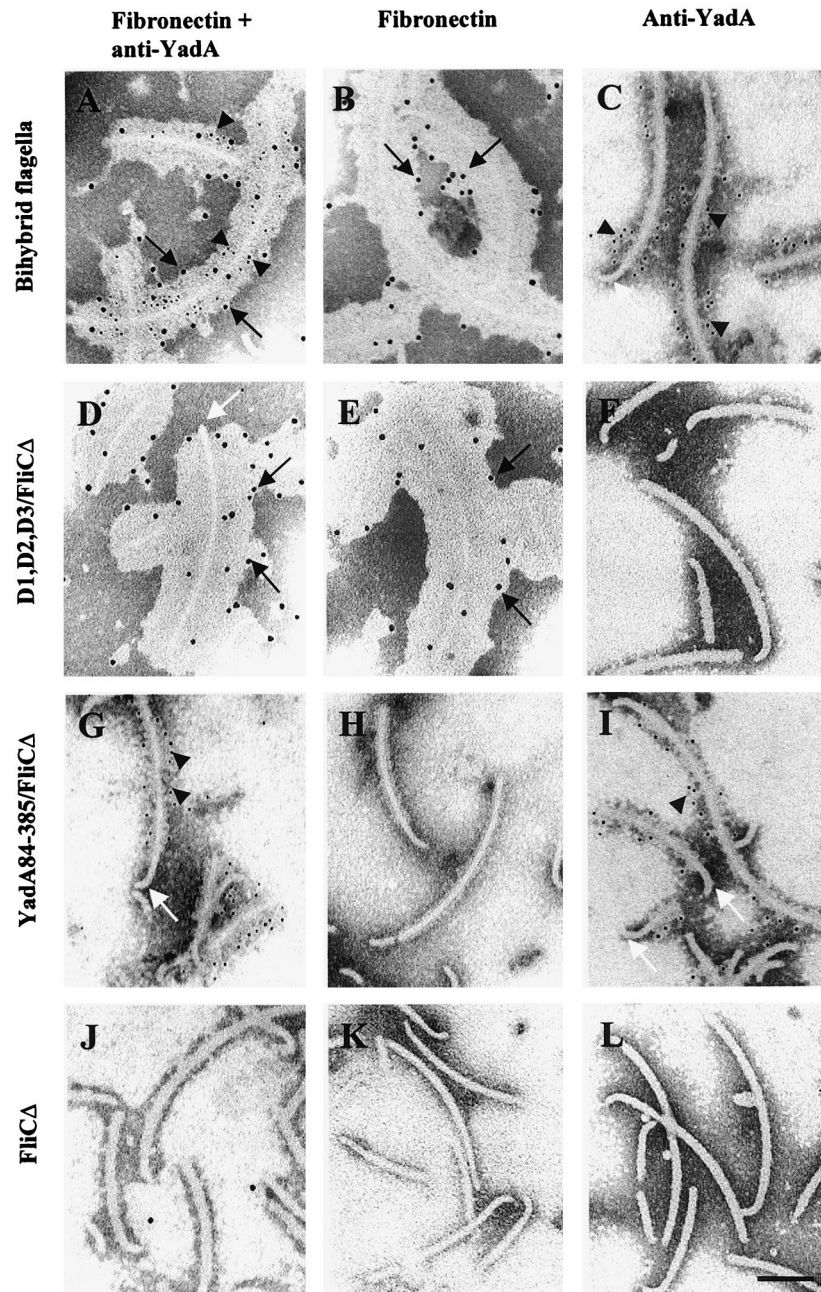 Fibronectin +
anti-YadA
Fibronectin
Anti-YadA
Bihybrid flagella
A
B
C
D1,D2,D3/FliCΔ
D
E
F
YadA84-385/FliCΔ
G
H
I
FliCΔ
J
K
L